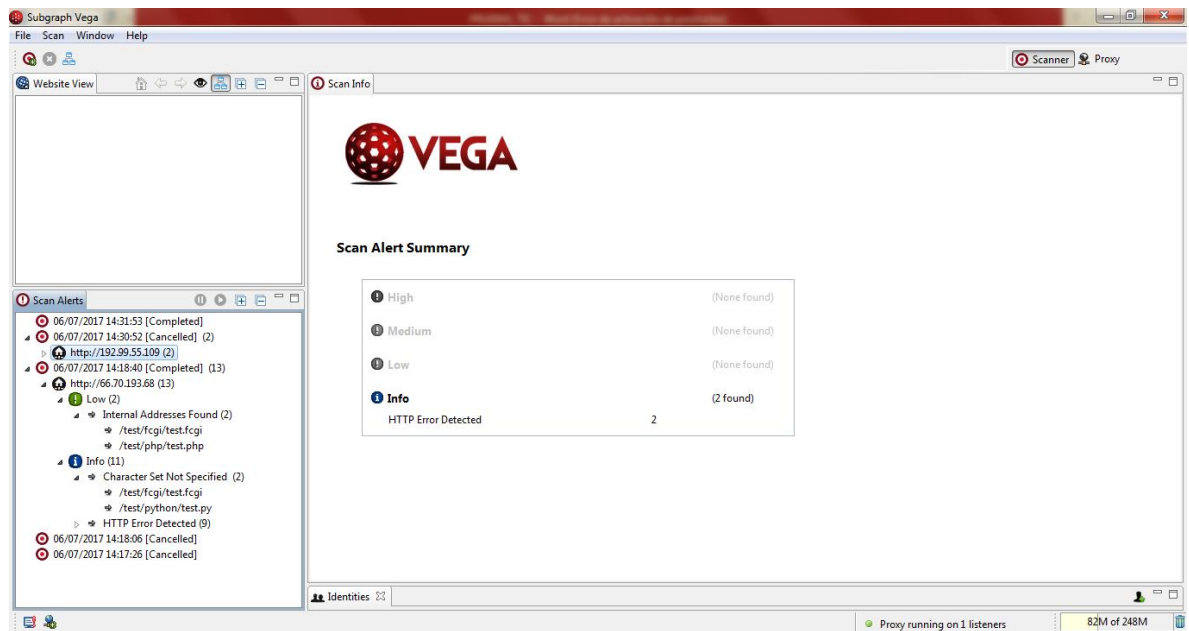 Subgraph Vega
File Scan Window Help
Scanner Proxy
Website View
Scan Info
VEGA
Scan Alert Summary
High (None found)
Medium (None found)
Low (None found)
Info (2 found)
HTTP Error Detected 2
Scan Alerts
06/07/2017 14:31:53 [Completed]
06/07/2017 14:30:52 [Cancelled] (2)
http://192.99.55.109 (2)
06/07/2017 14:18:40 [Completed] (13)
http://66.70.193.68 (13)
Low (2)
Internal Addresses Found (2)
/test/fcgi/test.fcgi
/test/php/test.php
Info (11)
Character Set Not Specified (2)
/test/fcgi/test.fcgi
/test/python/test.py
HTTP Error Detected (9)
06/07/2017 14:18:06 [Cancelled]
06/07/2017 14:17:26 [Cancelled]
Identities
Proxy running on 1 listeners
82M of 248M